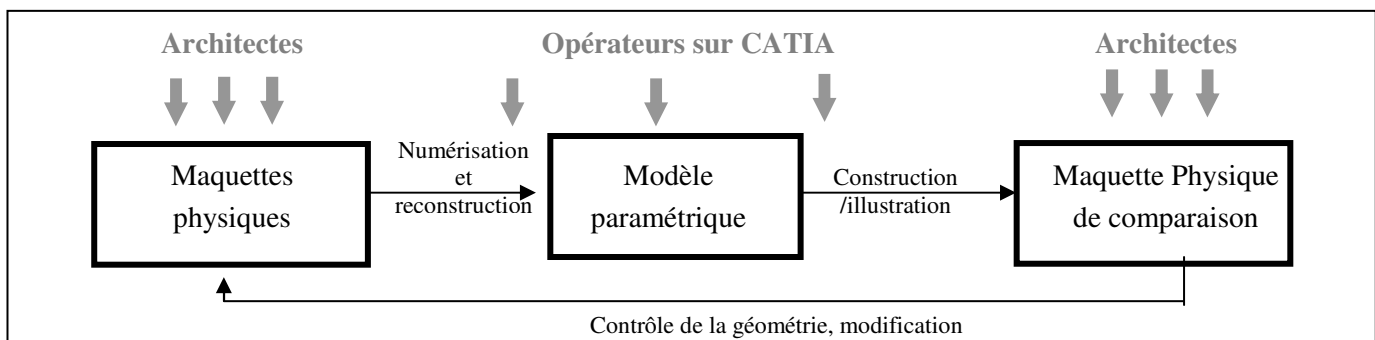 Architectes
Opérateurs sur CATIA
Architectes
Maquettes
physiques
Numérisation
et
reconstruction
Modèle
paramétrique
Construction
/illustration
Maquette Physique
de comparaison
Contrôle de la géométrie, modification